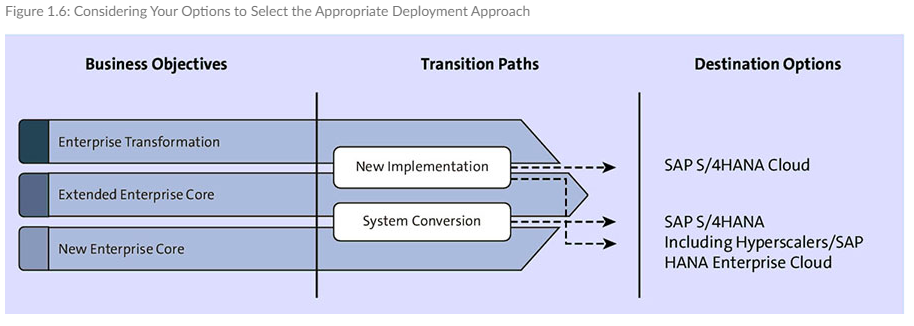 Figure 1.6: Considering Your Options to Select the Appropriate Deployment Approach
Business Objectives
Transition Paths
Destination Options
Enterprise Transformation
New Implementation
SAP S/4HANA Cloud
Extended Enterprise Core
System Conversion
SAP S/4HANA
Including Hyperscalers/SAP
HANA Enterprise Cloud
New Enterprise Core